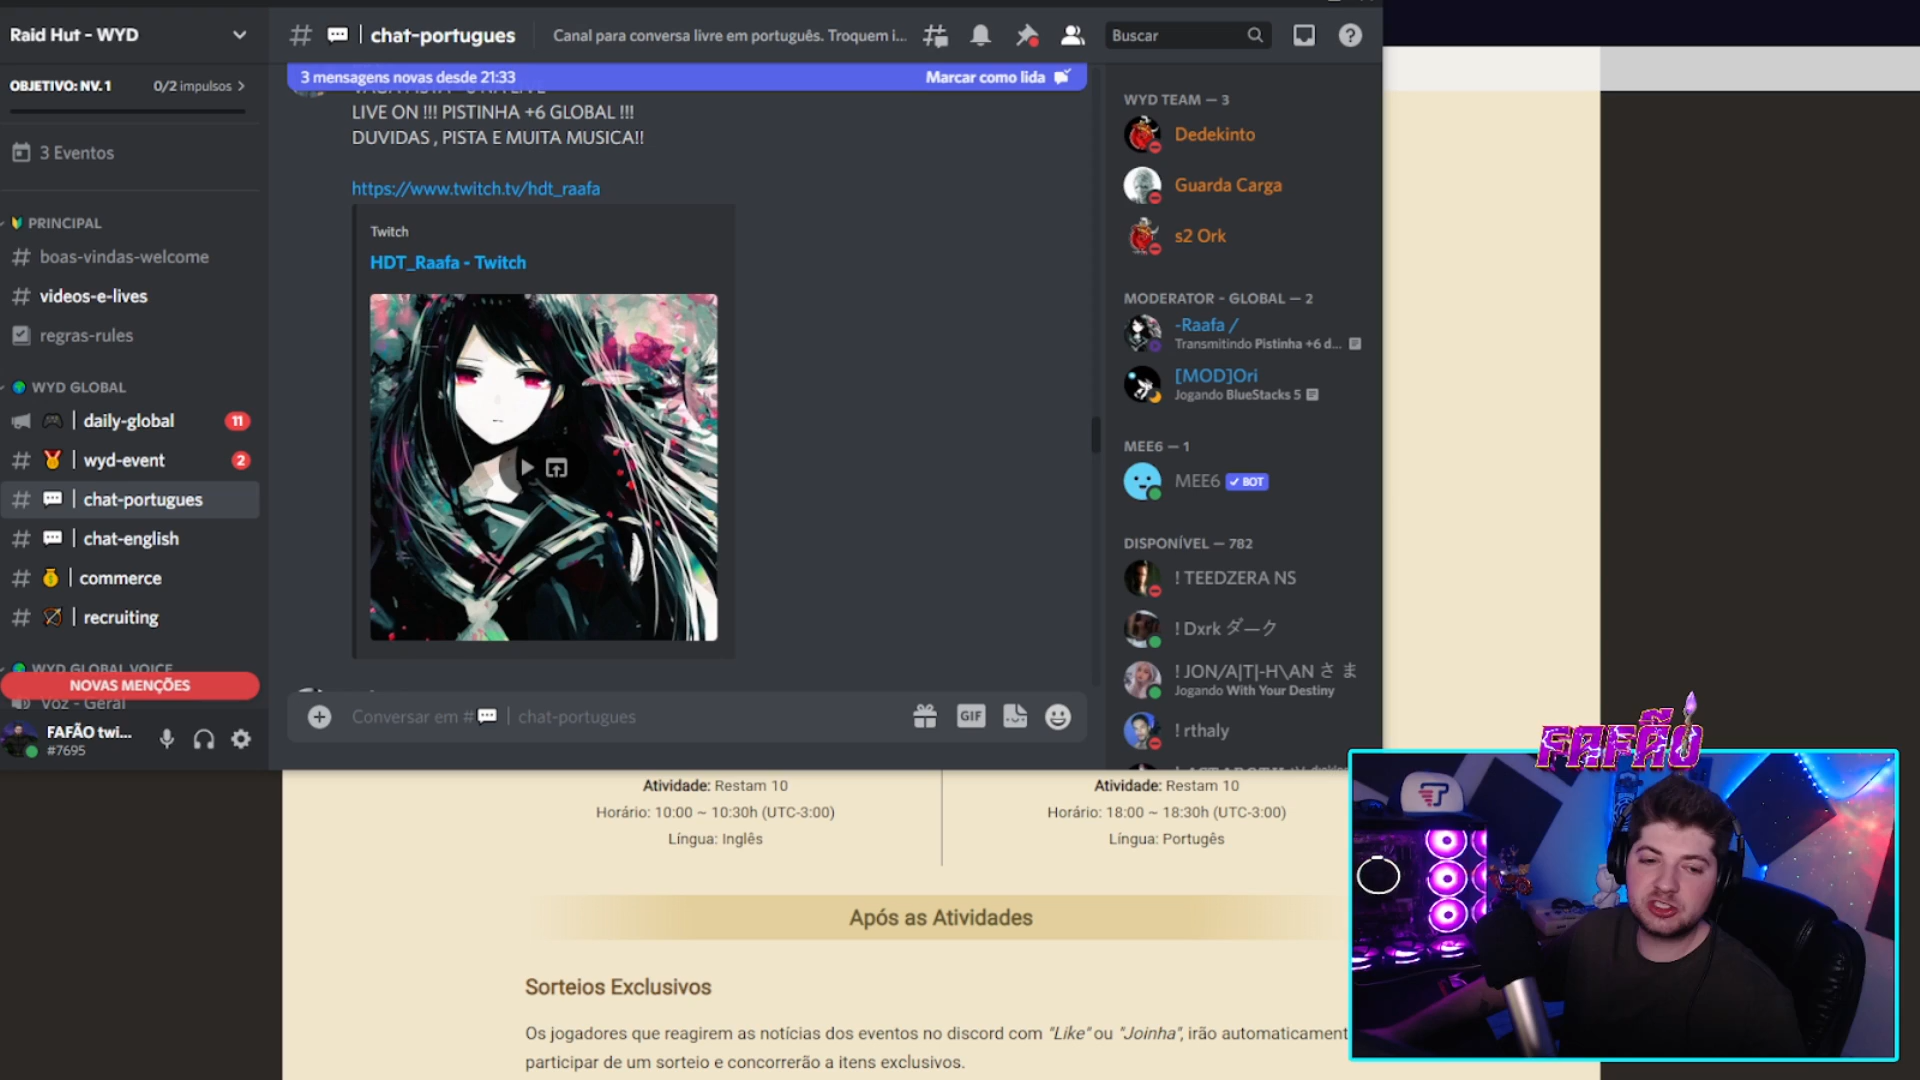 Raid Hut - WYD
OBJETIVO: NV. 1
0/2 impulsos
3 Eventos
PRINCIPAL
boas-vindas-welcome
videos-e-lives
regras-rules
WYD GLOBAL
daily-global
11
wyd-event
2
chat-portugues
chat-english
commerce
recruiting
WYD GLOBAL VOICE
NOVAS MENÇÕES
Voz - Geral
FAFÃO twi...
#7695
chat-portugues
Canal para conversa livre em português. Troquem i...
Buscar
3 mensagens novas desde 21:33
Marcar como lida
LIVE ON !!! PISTINHA +6 GLOBAL !!!
DUVIDAS , PISTA E MUITA MUSICA!!
https://www.twitch.tv/hdt_raafa
Twitch
HDT_Raafa - Twitch
Conversar em #
chat-portugues
GIF
WYD TEAM — 3
Dedekinto
Guarda Carga
s2 Ork
MODERATOR - GLOBAL — 2
-Raafa /
Transmitindo Pistinha +6 d...
[MOD]Ori
Jogando BlueStacks 5
MEE6 — 1
MEE6
BOT
DISPONÍVEL — 782
! TEEDZERA NS
! Dxrk ダーク
! JON/A|T|-H\AN さ ま
Jogando With Your Destiny
! rthaly
Atividade: Restam 10
Horário: 10:00 ~ 10:30h (UTC-3:00)
Língua: Inglês
Atividade: Restam 10
Horário: 18:00 ~ 18:30h (UTC-3:00)
Língua: Portugês
Após as Atividades
Sorteios Exclusivos
Os jogadores que reagirem as notícias dos eventos no discord com "Like" ou "Joinha", irão automaticament
participar de um sorteio e concorrerão a itens exclusivos.
FAFÃO